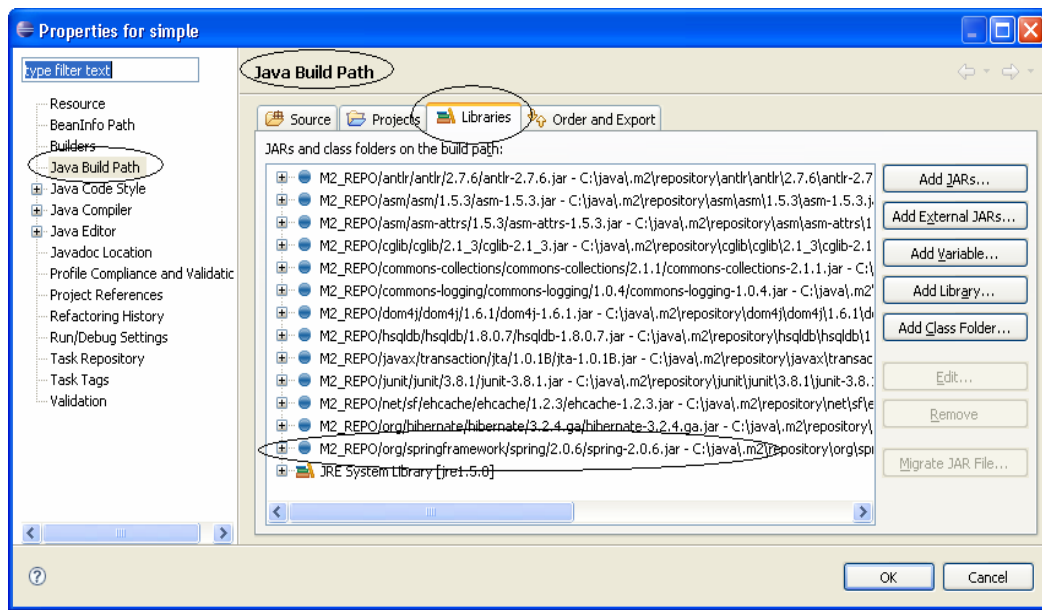 Properties for simple
type filter text
Resource
BeanInfo Path
Builders
Java Build Path
Java Code Style
Java Compiler
Java Editor
Javadoc Location
Profile Compliance and Validatic
Project References
Refactoring History
Run/Debug Settings
Task Repository
Task Tags
Validation
Java Build Path
Source Projects Libraries Order and Export
JARs and class folders on the build path:
M2_REPO/antlr/antlr/2.7.6/antlr-2.7.6.jar - C:\java\.m2\repository\antlr\antlr\2.7.6\antlr-2.7
M2_REPO/asm/asm/1.5.3/asm-1.5.3.jar - C:\java\.m2\repository\asm\asm\1.5.3\asm-1.5.3.j
M2_REPO/asm/asm-attrs/1.5.3/asm-attrs-1.5.3.jar - C:\java\.m2\repository\asm\asm-attrs\1
M2_REPO/cglib/cglib/2.1_3/cglib-2.1_3.jar - C:\java\.m2\repository\cglib\cglib\2.1_3\cglib-2.1
M2_REPO/commons-collections/commons-collections/2.1.1/commons-collections-2.1.1.jar - C:\
M2_REPO/commons-logging/commons-logging/1.0.4/commons-logging-1.0.4.jar - C:\java\.m2'
M2_REPO/dom4j/dom4j/1.6.1/dom4j-1.6.1.jar - C:\java\.m2\repository\dom4j\dom4j\1.6.1\d
M2_REPO/hsqldb/hsqldb/1.8.0.7/hsqldb-1.8.0.7.jar - C:\java\.m2\repository\hsqldb\hsqldb\1
M2_REPO/javax/transaction/jta/1.0.1B/jta-1.0.1B.jar - C:\java\.m2\repository\javax\transac
M2_REPO/junit/junit/3.8.1/junit-3.8.1.jar - C:\java\.m2\repository\junit\junit\3.8.1\junit-3.8.
M2_REPO/net/sf/ehcache/ehcache/1.2.3/ehcache-1.2.3.jar - C:\java\.m2\repository\net\sf\e
M2_REPO/org/hibernate/hibernate/3.2.4.ga/hibernate-3.2.4.ga.jar - C:\java\.m2\repository\
M2_REPO/org/springframework/spring/2.0.6/spring-2.0.6.jar - C:\java\.m2\repository\org\spr
JRE System Library [jre1.5.0]
Add JARs...
Add External JARs...
Add Variable...
Add Library...
Add Class Folder...
Edit...
Remove
Migrate JAR File...
OK Cancel